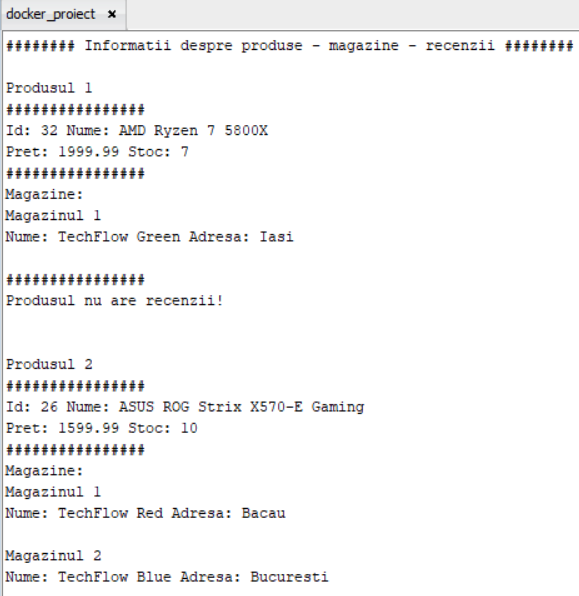 docker_proiect ×
######## Informatii despre produse - magazine - recenzii ########
Produsul 1
################
Id: 32 Nume: AMD Ryzen 7 5800X
Pret: 1999.99 Stoc: 7
################
Magazine:
Magazinul 1
Nume: TechFlow Green Adresa: Iasi
################
Produsul nu are recenzii!
Produsul 2
################
Id: 26 Nume: ASUS ROG Strix X570-E Gaming
Pret: 1599.99 Stoc: 10
################
Magazine:
Magazinul 1
Nume: TechFlow Red Adresa: Bacau
Magazinul 2
Nume: TechFlow Blue Adresa: Bucuresti